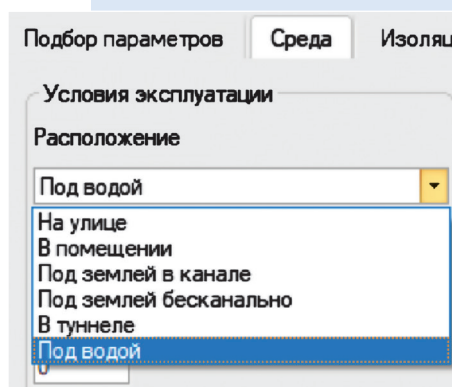 Подбор параметров Среда Изоляц
Условия эксплуатации
Расположение
Под водой
На улице
В помещении
Под землей в канале
Под землей бесканально
В туннеле
Под водой